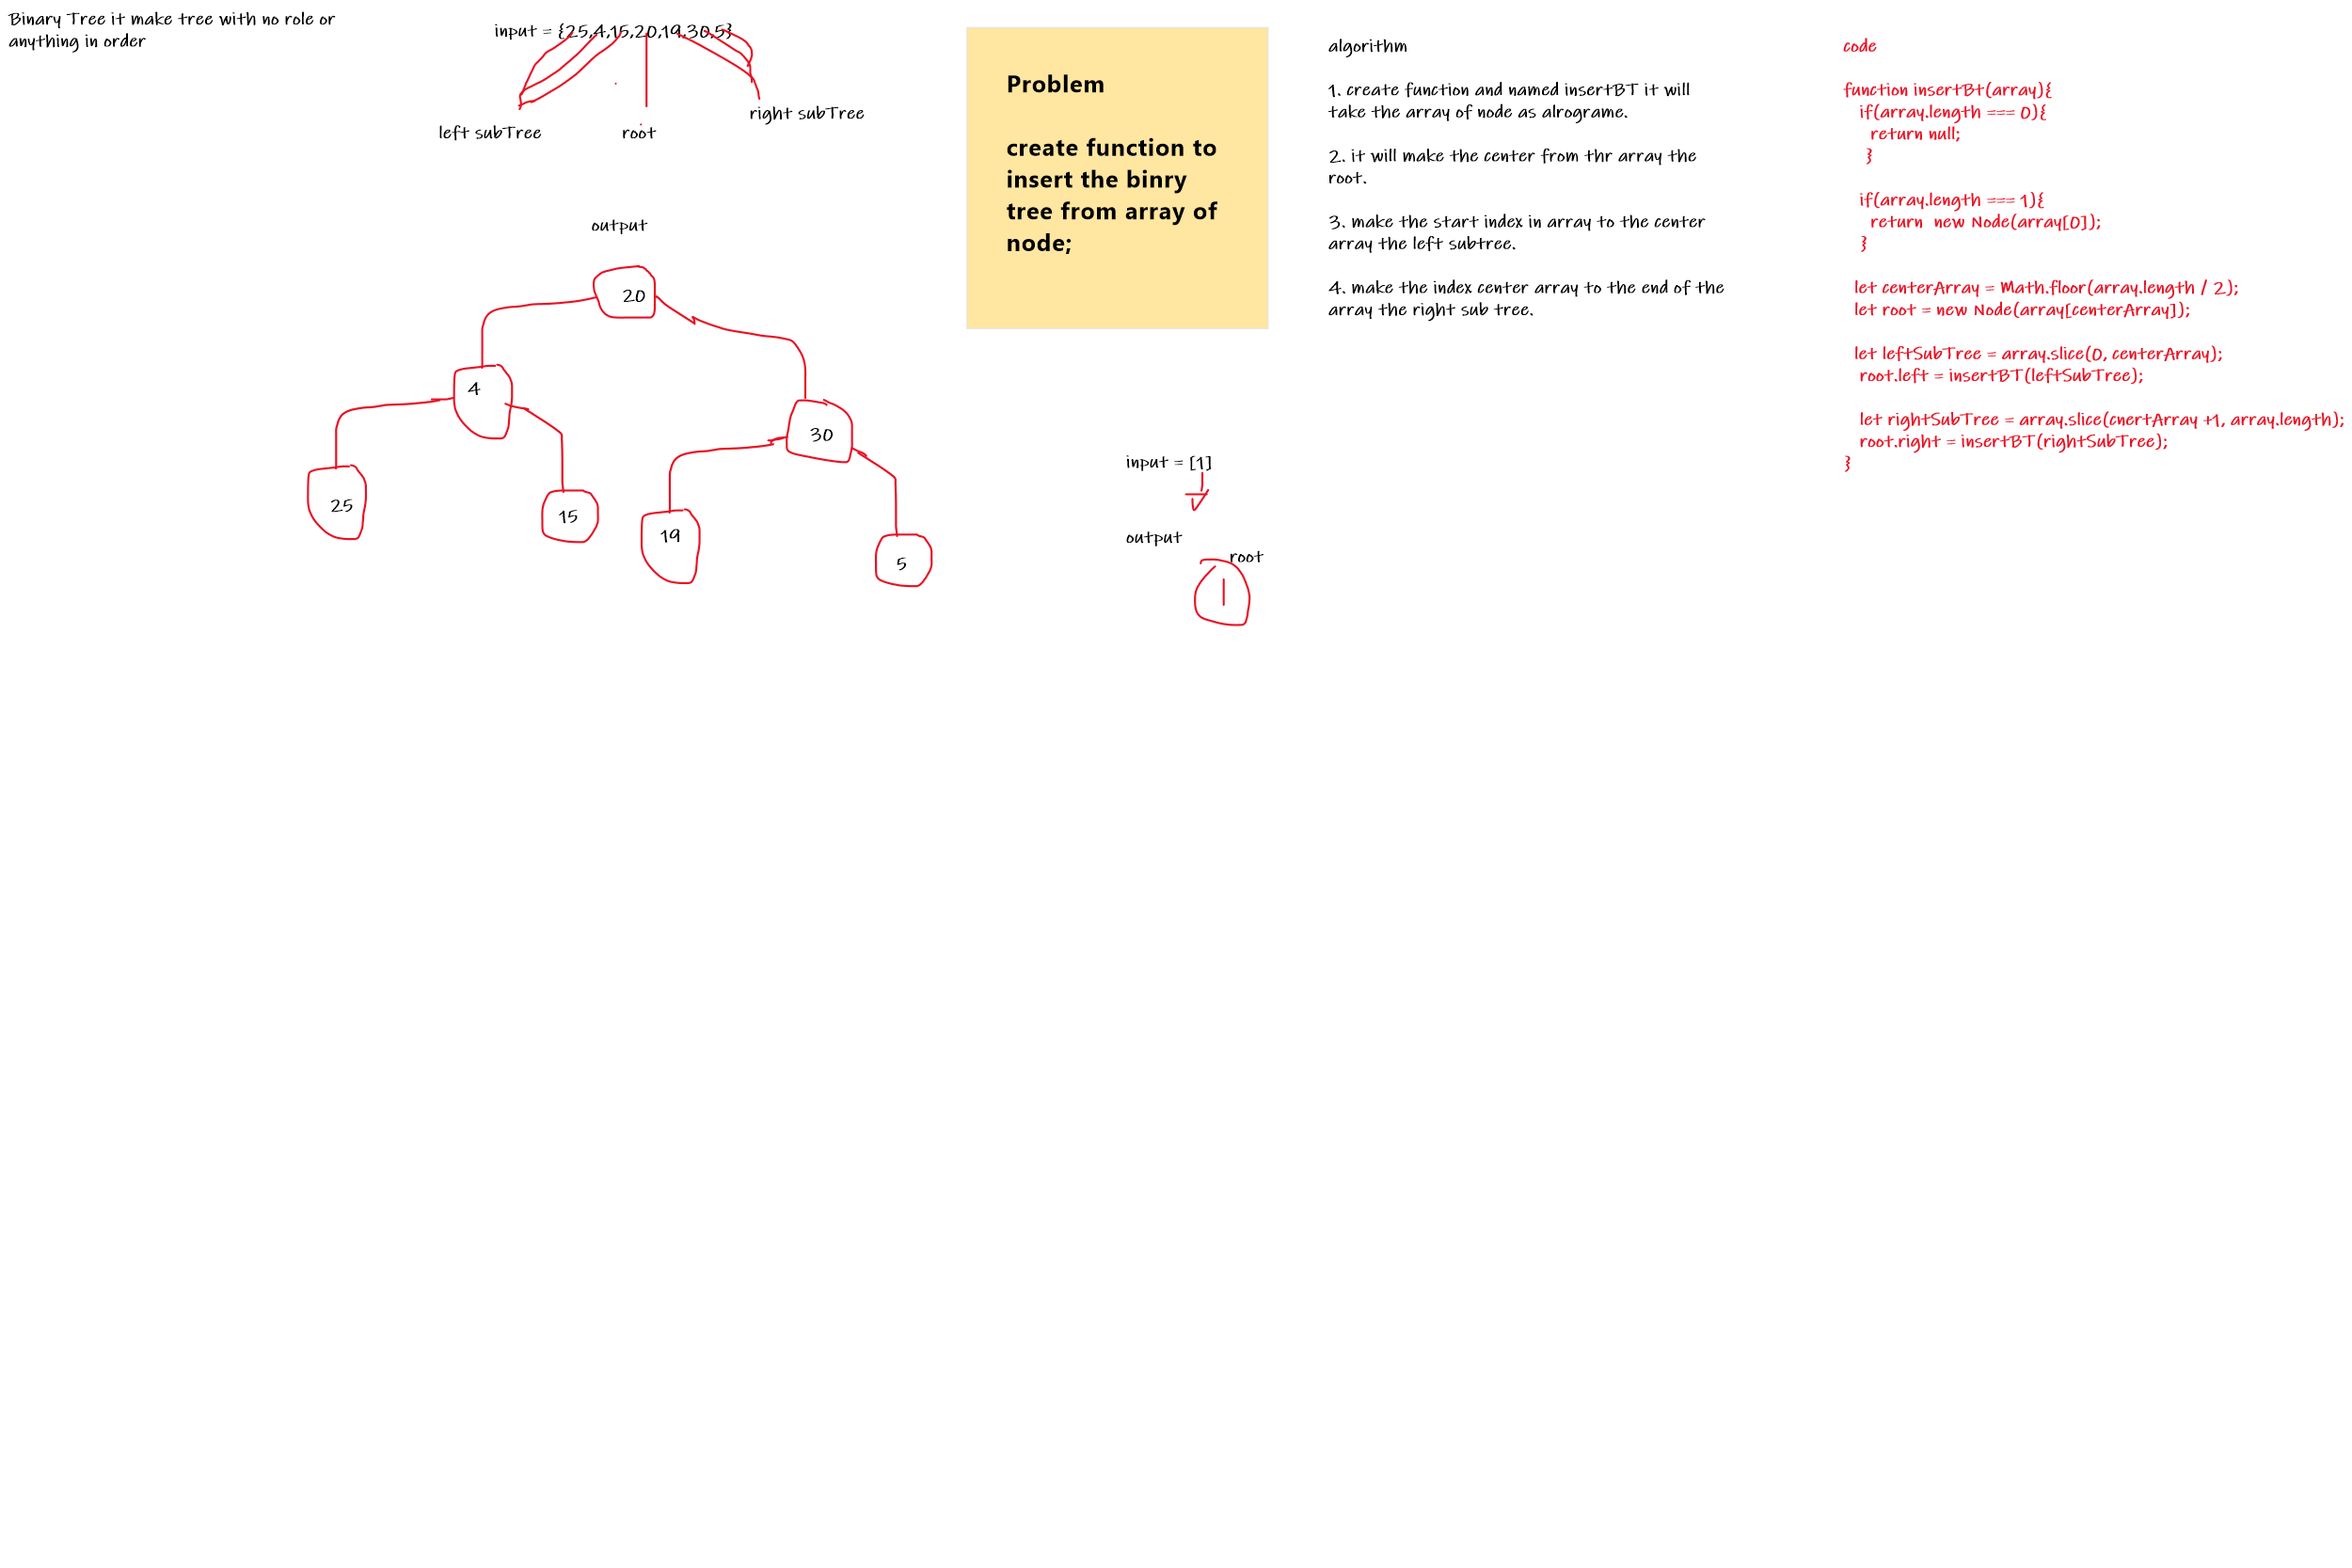 Binary Tree it make tree with no role or
anything in order
input = {25,4,15,20,19,30,5}
left subTree
root
right subTree
output
20
4
30
25
15
19
5
Problem
create function to
insert the binry
tree from array of
node;
input = [1]
output
root
1
algorithm
1. create function and named insertBT it will
take the array of node as alrograme.
2. it will make the center from thr array the
root.
3. make the start index in array to the center
array the left subtree.
4. make the index center array to the end of the
array the right sub tree.
code
function insertBt(array){
if(array.length === 0){
return null;
}
if(array.length === 1){
return  new Node(array[0]);
}
let centerArray = Math.floor(array.length / 2);
let root = new Node(array[centerArray]);
let leftSubTree = array.slice(0, centerArray);
root.left = insertBT(leftSubTree);
let rightSubTree = array.slice(cnertArray +1, array.length);
root.right = insertBT(rightSubTree);
}